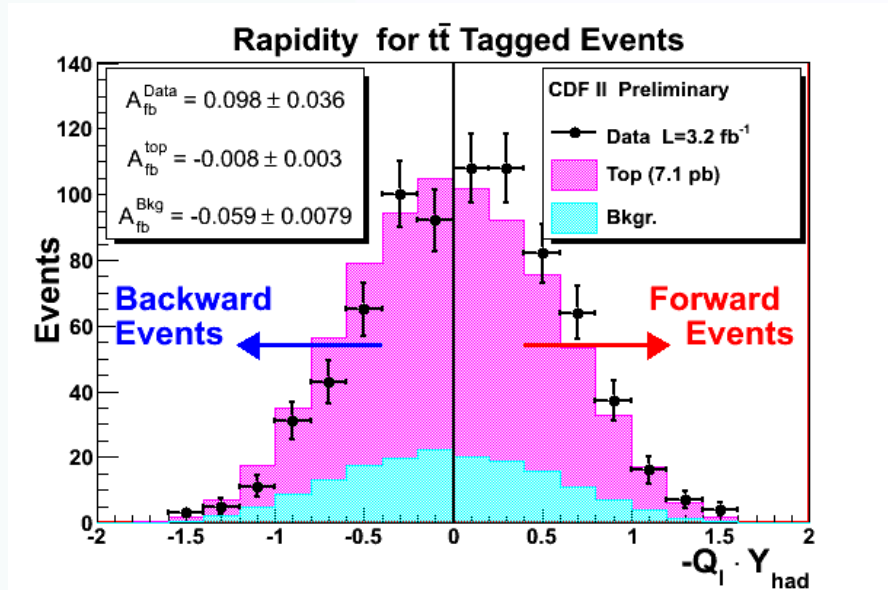 Rapidity for tt̄ Tagged Events
140
120
100
80
60
40
20
0
Events
A_fb^Data = 0.098 ± 0.036
A_fb^top = -0.008 ± 0.003
A_fb^Bkg = -0.059 ± 0.0079
CDF II Preliminary
Data L=3.2 fb⁻¹
Top (7.1 pb)
Bkgr.
Backward
Events
Forward
Events
-2 -1.5 -1 -0.5 0 0.5 1 1.5 2
-Q_l · Y_had